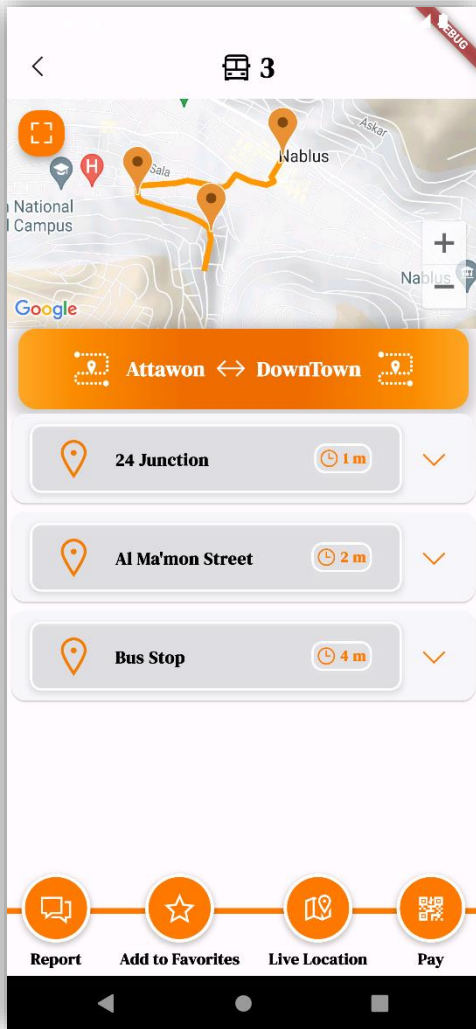 DEBUG
3
Askar
Nablus
Sala
National
Campus
Nablus
Google
Attawon ↔ DownTown
24 Junction
1 m
Al Ma'mon Street
2 m
Bus Stop
4 m
Report
Add to Favorites
Live Location
Pay